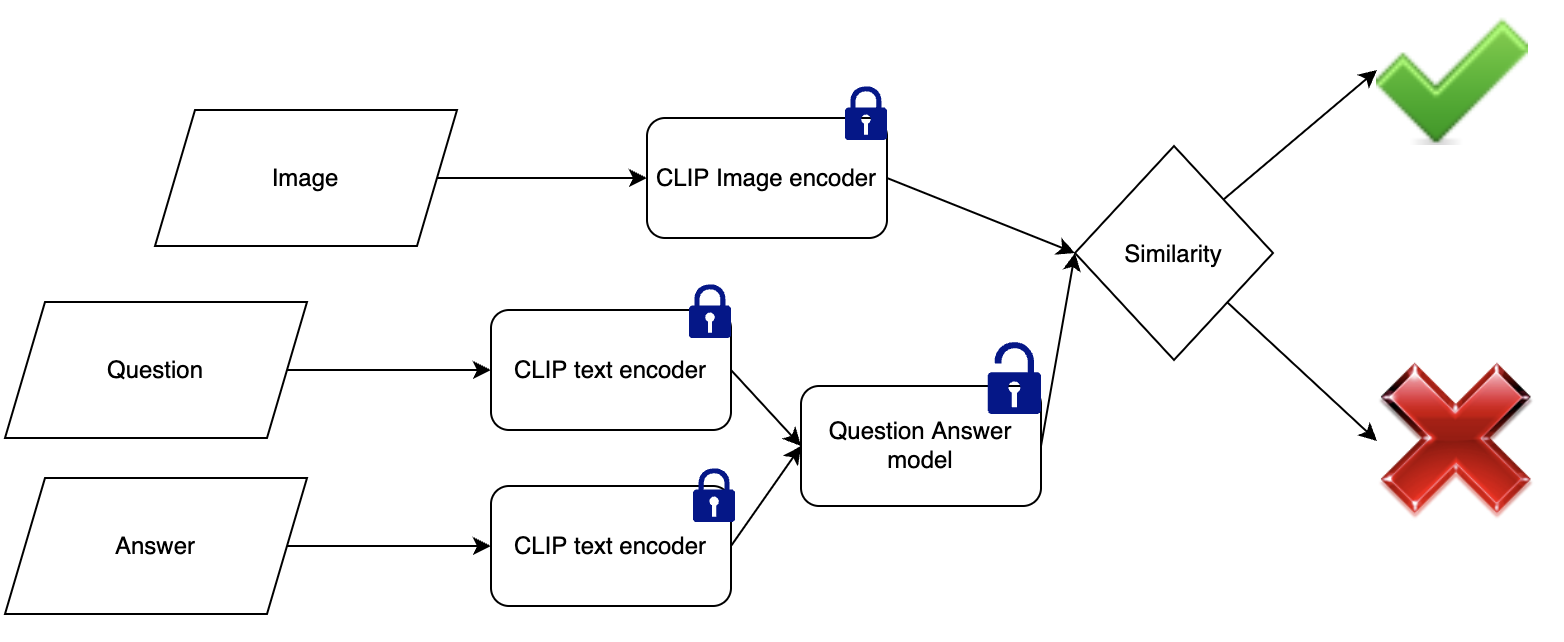 Image
CLIP Image encoder
Similarity
Question
CLIP text encoder
Question Answer
model
Answer
CLIP text encoder